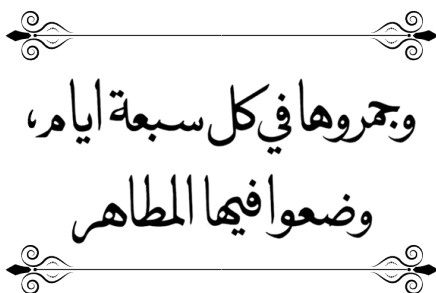 وجمروها في كل سبعة ايام،
وضعوا فيها المطاهر